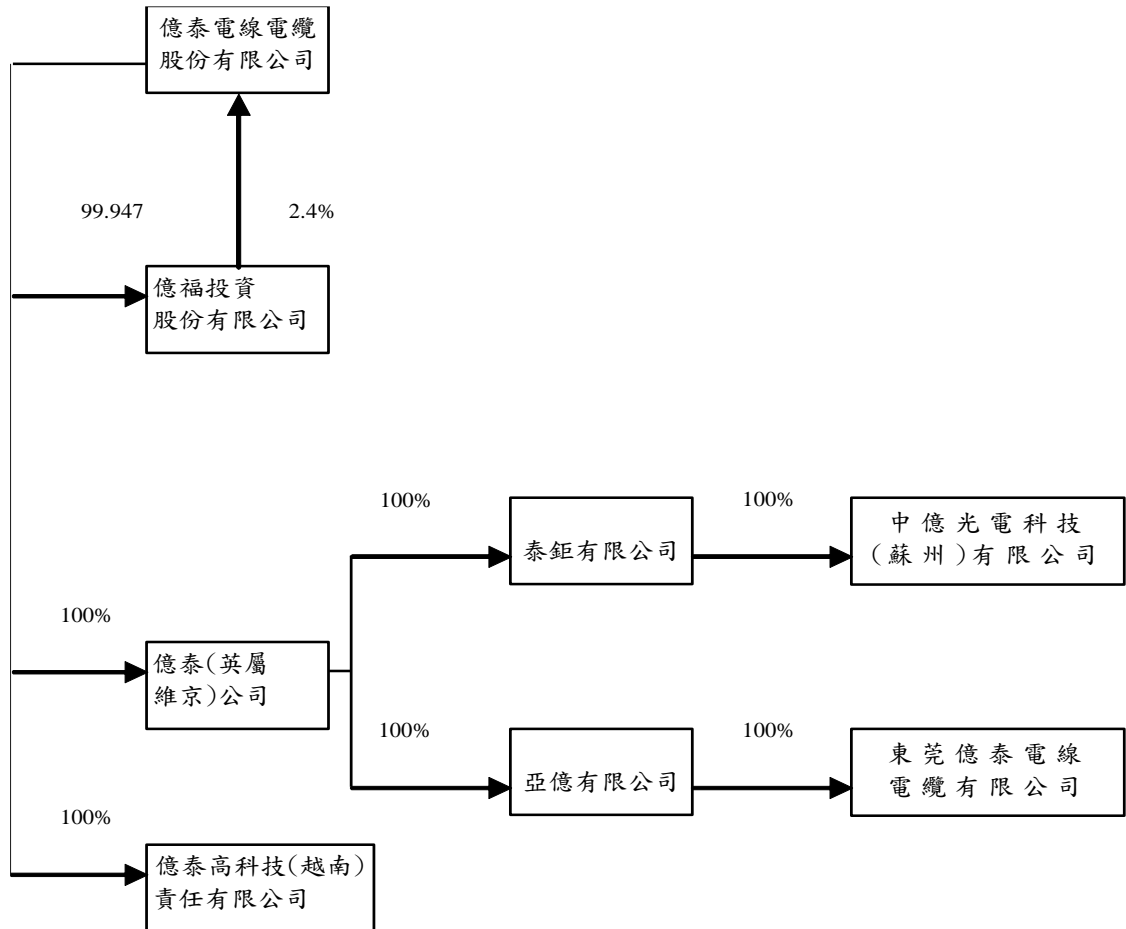 億泰電線電纜
股份有限公司
99.947
2.4%
億福投資
股份有限公司
100%
100%
泰鉅有限公司
中億光電科技
(蘇州)有限公司
100%
億泰(英屬
維京)公司
100%
100%
亞億有限公司
東莞億泰電線
電纜有限公司
100%
億泰高科技(越南)
責任有限公司